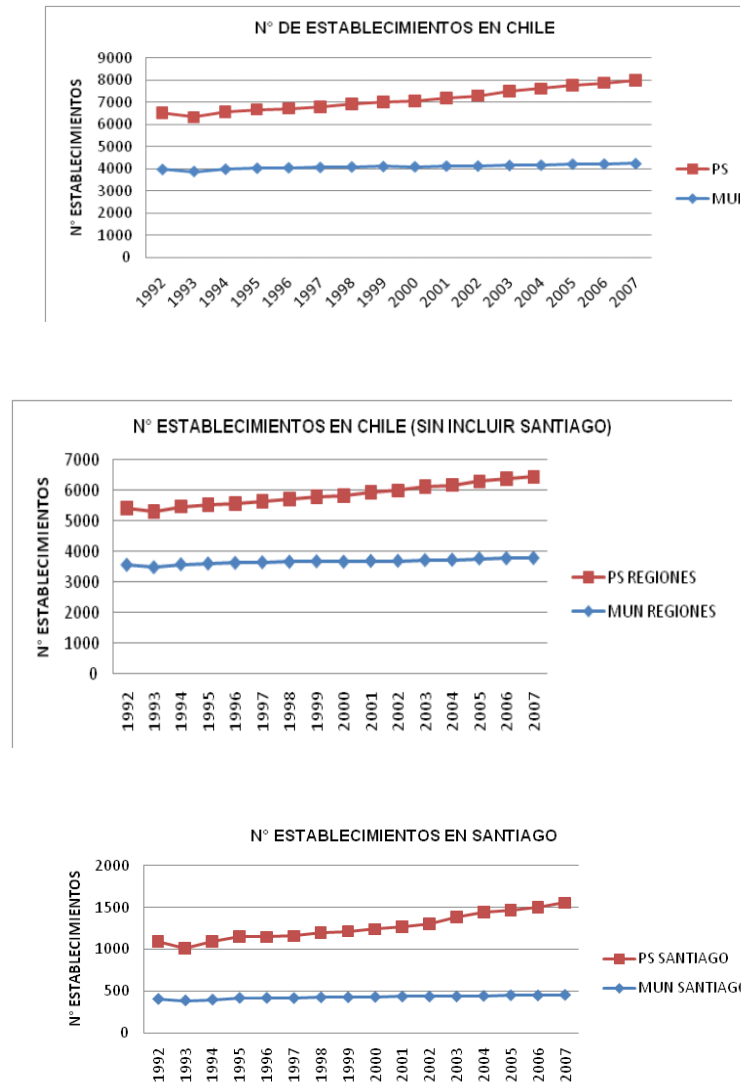 N° DE ESTABLECIMIENTOS EN CHILE
N° ESTABLECIMIENTOS
9000
8000
7000
6000
5000
4000
3000
2000
1000
0
1992 1993 1994 1995 1996 1997 1998 1999 2000 2001 2002 2003 2004 2005 2006 2007
PS
MUN
N° ESTABLECIMIENTOS EN CHILE (SIN INCLUIR SANTIAGO)
N° ESTABLECIMIENTOS
7000
6000
5000
4000
3000
2000
1000
0
1992 1993 1994 1995 1996 1997 1998 1999 2000 2001 2002 2003 2004 2005 2006 2007
PS REGIONES
MUN REGIONES
N° ESTABLECIMIENTOS EN SANTIAGO
N° ESTABLECIMIENTOS
2000
1500
1000
500
0
1992 1993 1994 1995 1996 1997 1998 1999 2000 2001 2002 2003 2004 2005 2006 2007
PS SANTIAGO
MUN SANTIAGO